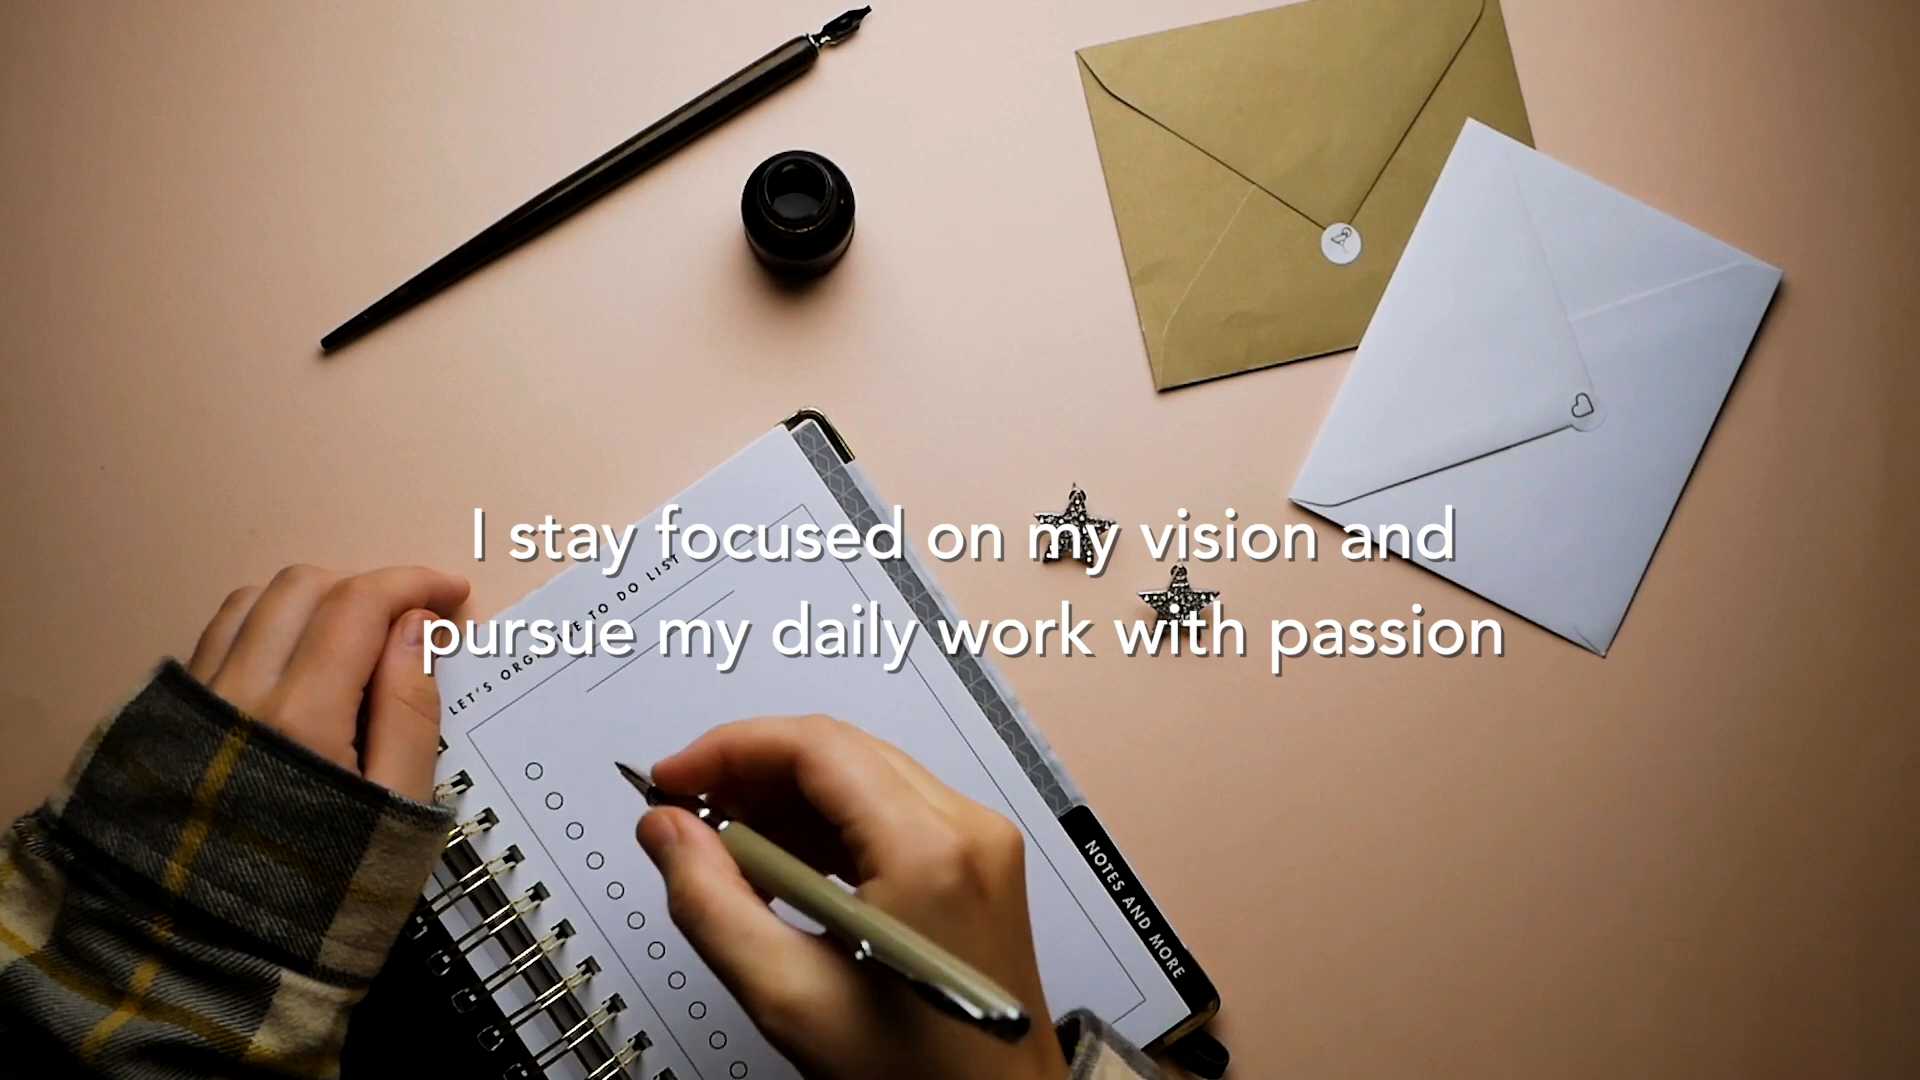 I stay focused on my vision and
pursue my daily work with passion
TO DO LIST
LET'S
NOTES AND MORE